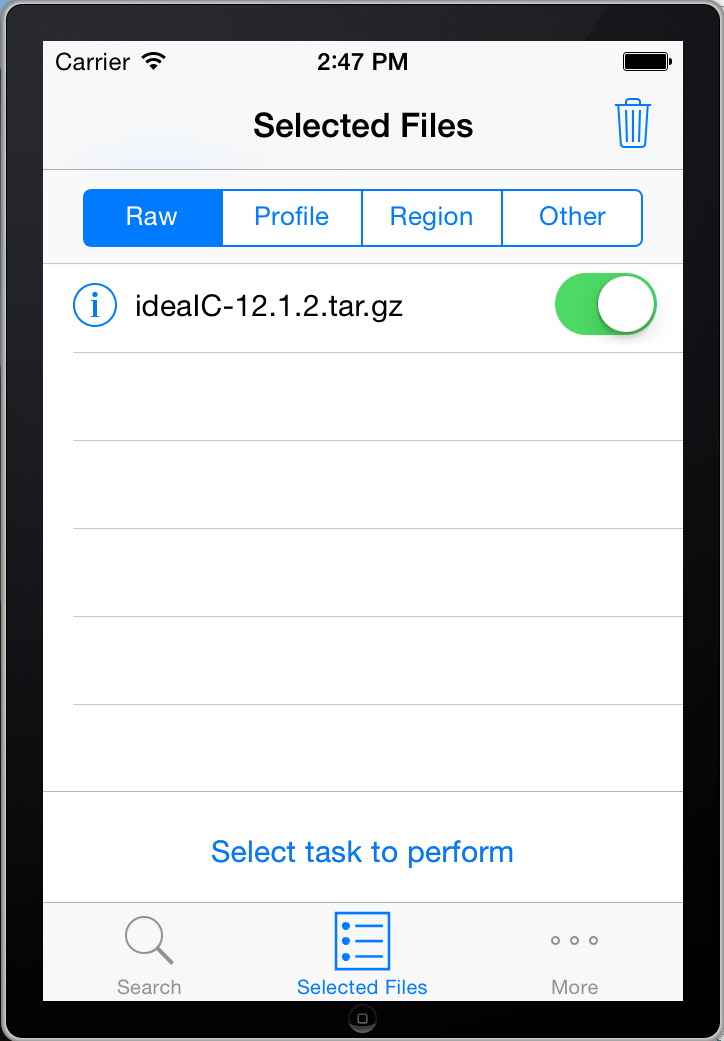 Carrier 2:47 PM
Selected Files
Raw Profile Region Other
i ideaIC-12.1.2.tar.gz
Select task to perform
Search Selected Files More